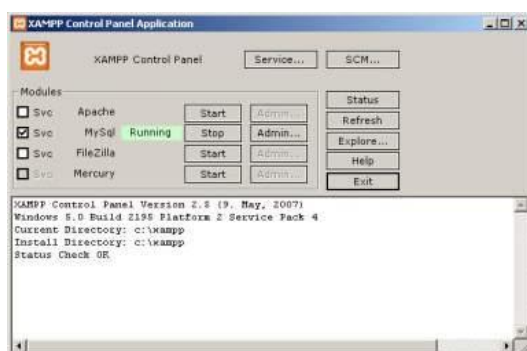 XAMPP Control Panel Application
XAMPP Control Panel
Service...
SCM...
Modules
Svc Apache Start Admin...
Svc MySql Running Stop Admin...
Svc FileZilla Start Admin...
Svc Mercury Start Admin...
Status
Refresh
Explore...
Help
Exit
XAMPP Control Panel Version 2.5 (9. May, 2007)
Windows 5.0 Build 2195 Platform 2 Service Pack 4
Current Directory: c:\xampp
Install Directory: c:\xampp
Status Check OK